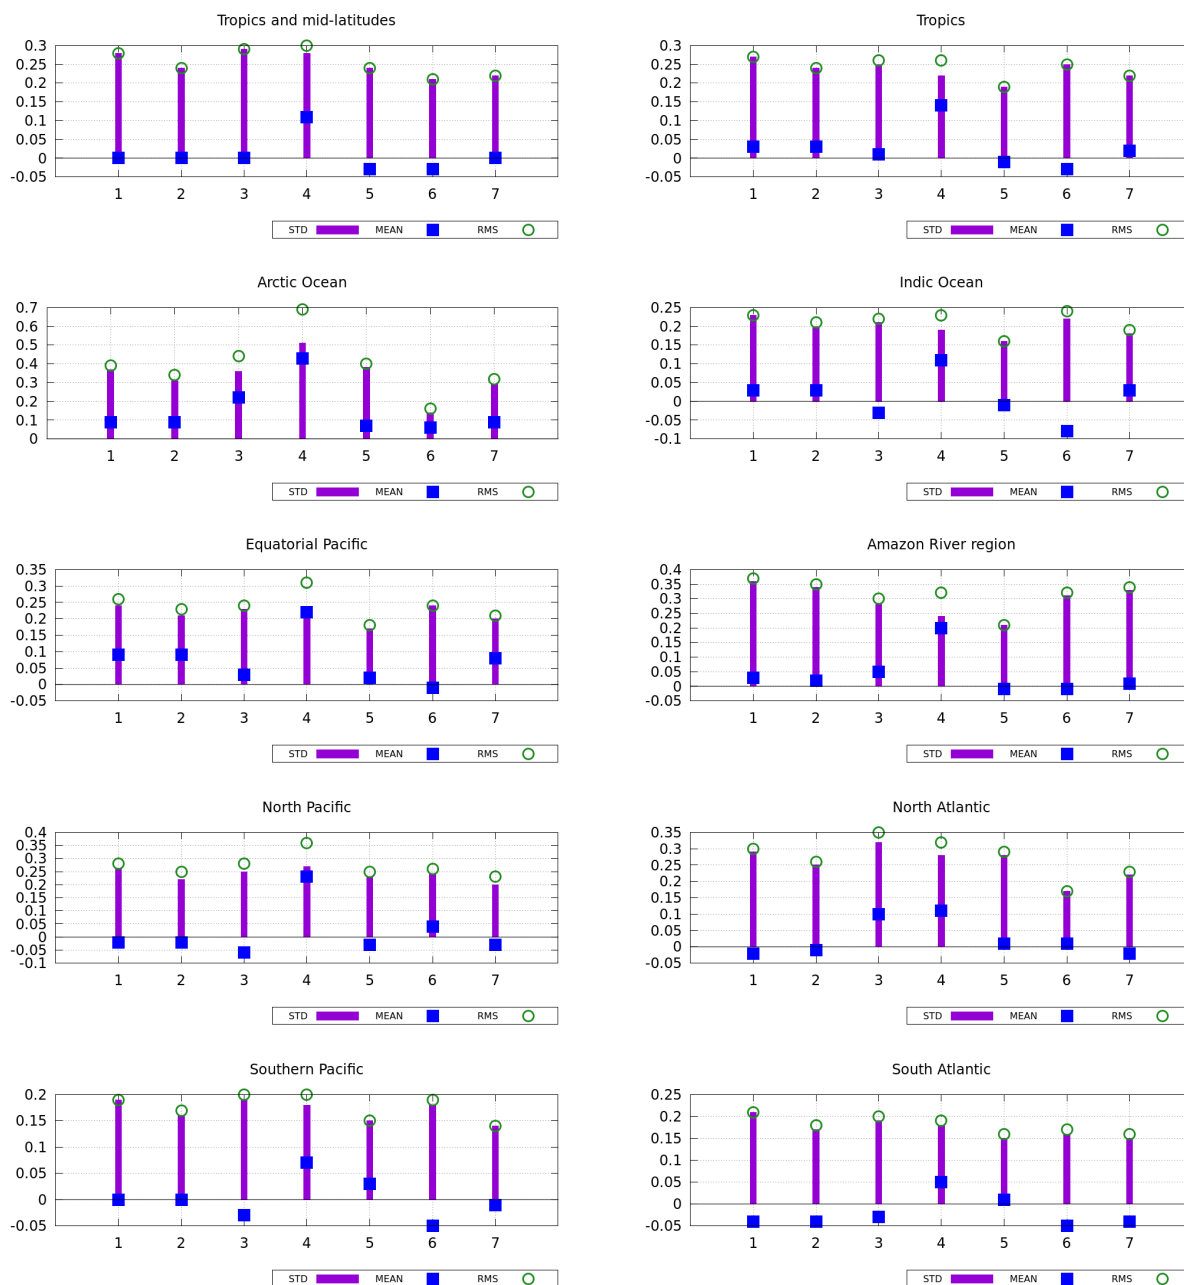 Tropics and mid-latitudes
0.3
0.25
0.2
0.15
0.1
0.05
0
-0.05
1 2 3 4 5 6 7
STD MEAN RMS
Tropics
0.3
0.25
0.2
0.15
0.1
0.05
0
-0.05
1 2 3 4 5 6 7
STD MEAN RMS
Arctic Ocean
0.7
0.6
0.5
0.4
0.3
0.2
0.1
0
1 2 3 4 5 6 7
STD MEAN RMS
Indic Ocean
0.25
0.2
0.15
0.1
0.05
0
-0.05
-0.1
1 2 3 4 5 6 7
STD MEAN RMS
Equatorial Pacific
0.35
0.3
0.25
0.2
0.15
0.1
0.05
0
-0.05
1 2 3 4 5 6 7
STD MEAN RMS
Amazon River region
0.4
0.35
0.3
0.25
0.2
0.15
0.1
0.05
0
-0.05
1 2 3 4 5 6 7
STD MEAN RMS
North Pacific
0.4
0.35
0.3
0.25
0.2
0.15
0.1
0.05
0
-0.05
-0.1
1 2 3 4 5 6 7
STD MEAN RMS
North Atlantic
0.35
0.3
0.25
0.2
0.15
0.1
0.05
0
-0.05
1 2 3 4 5 6 7
STD MEAN RMS
Southern Pacific
0.2
0.15
0.1
0.05
0
-0.05
1 2 3 4 5 6 7
STD MEAN RMS
South Atlantic
0.25
0.2
0.15
0.1
0.05
0
-0.05
1 2 3 4 5 6 7
STD MEAN RMS